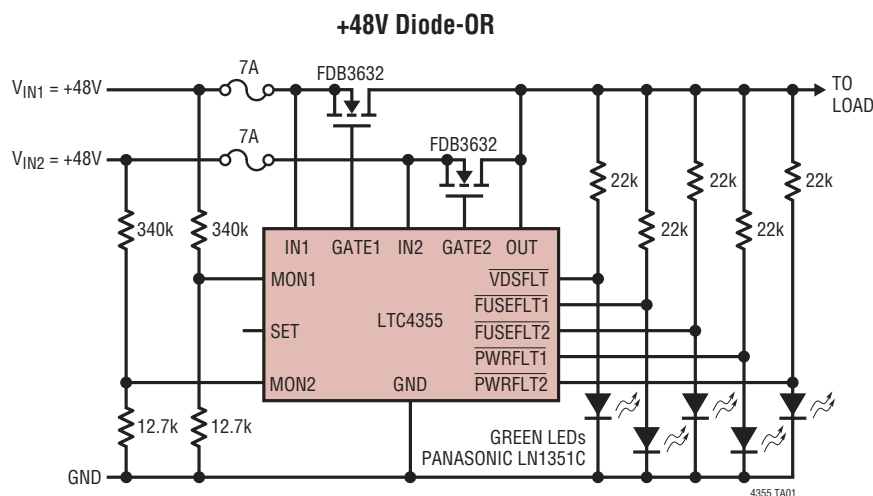 +48V Diode-OR
7A
FDB3632
VIN1 = +48V
TO
LOAD
7A
FDB3632
VIN2 = +48V
22k
22k
22k
340k
340k
22k
22k
IN1 GATE1 IN2 GATE2 OUT
MON1
VDSFLT
FUSEFLT1
LTC4355
SET
FUSEFLT2
PWRFLT1
MON2
GND
PWRFLT2
12.7k
12.7k
GREEN LEDs
PANASONIC LN1351C
GND
4355 TA01